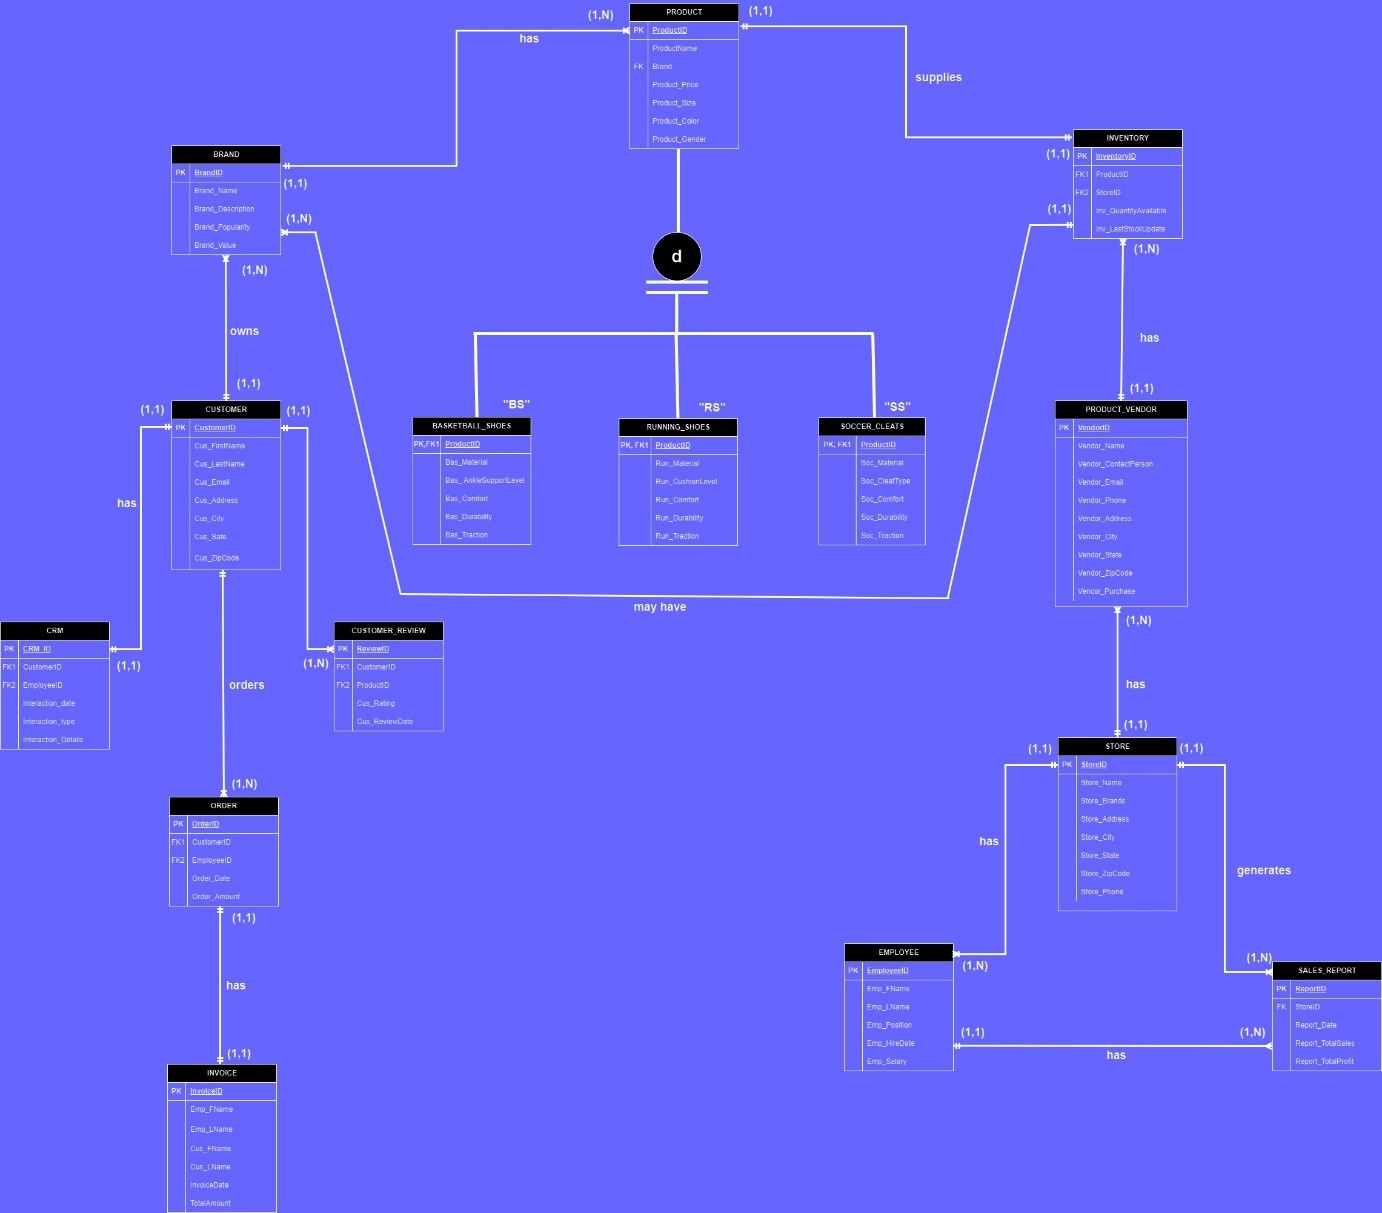 PRODUCT
PK ProductID
ProductName
FK Brand
Product_Price
Product_Size
Product_Color
Product_Gender
(1,N)
(1,1)
has
supplies
BRAND
PK BrandID
Brand_Name
Brand_Description
Brand_Popularity
Brand_Value
(1,1)
(1,N)
(1,N)
INVENTORY
PK InventoryID
FK1 ProductID
FK2 StoreID
Inv_QuantityAvailable
Inv_LastStockUpdate
(1,1)
(1,1)
(1,N)
d
owns
has
(1,1)
(1,1)
CUSTOMER
PK CustomerID
Cus_FirstName
Cus_LastName
Cus_Email
Cus_Address
Cus_City
Cus_Sate
Cus_ZipCode
(1,1)
(1,1)
has
"BS"
BASKETBALL_SHOES
PK,FK1 ProductID
Bas_Material
Bas_ AnkleSupportLevel
Bas_Comfort
Bas_Durability
Bas_Traction
"RS"
RUNNING_SHOES
PK, FK1 ProductID
Run_Material
Run_CushionLevel
Run_Comfort
Run_Durability
Run_Traction
"SS"
SOCCER_CLEATS
PK, FK1 ProductID
Soc_Material
Soc_CleatType
Soc_Comfort
Soc_Durability
Soc_Traction
PRODUCT_VENDOR
PK VendorID
Vendor_Name
Vendor_ContactPerson
Vendor_Email
Vendor_Phone
Vendor_Address
Vendor_City
Vendor_State
Vendor_ZipCode
Vencor_Purchase
may have
(1,N)
CRM
PK CRM_ID
FK1 CustomerID
FK2 EmployeeID
Interaction_date
Interaction_type
Interaction_Details
(1,1)
CUSTOMER_REVIEW
PK ReviewID
FK1 CustomerID
FK2 ProductID
Cus_Rating
Cus_ReviewDate
(1,N)
orders
has
(1,N)
(1,1)
ORDER
PK OrderID
FK1 CustomerID
FK2 EmployeeID
Order_Date
Order_Amount
(1,1)
STORE
PK StoreID
Store_Name
Store_Brands
Store_Address
Store_City
Store_State
Store_ZipCode
Store_Phone
(1,1)
(1,1)
has
generates
has
(1,1)
EMPLOYEE
PK EmployeeID
Emp_FName
Emp_LName
Emp_Position
Emp_HireDate
Emp_Salary
(1,N)
(1,1)
has
(1,N)
(1,N)
SALES_REPORT
PK ReportID
FK StoreID
Report_Date
Report_TotalSales
Report_TotalProfit
INVOICE
PK InvoiceID
Emp_FName
Emp_LName
Cus_FName
Cus_LName
InvoiceDate
TotalAmount